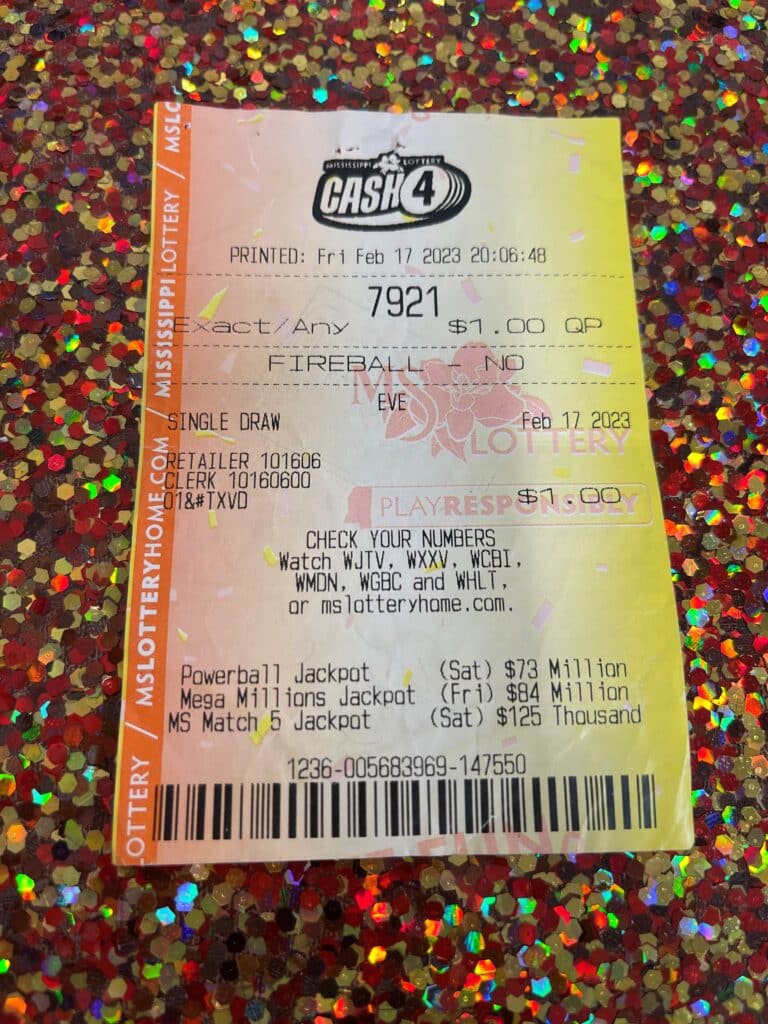 MISSISSIPPI LOTTERY
CASH 4
PRINTED: Fri Feb 17 2023 20:06:48
7921
Exact/Any $1.00 QP
FIREBALL - NO
EVE
SINGLE DRAW Feb 17 2023
MS
LOTTERY
RETAILER 101606
CLERK 10160600
01&#TXVD $1.00
PLAY RESPONSIBLY
CHECK YOUR NUMBERS
Watch WJTV, WXXV, WCBI,
WMDN, WGBC and WHLT,
or mslotteryhome.com.
Powerball Jackpot (Sat) $73 Million
Mega Millions Jackpot (Fri) $84 Million
MS Match 5 Jackpot (Sat) $125 Thousand
1236-005683969-147550
LOTTERY / MSLOTTERYHOME.COM / MISSISSIPPI LOTTERY / MSLO